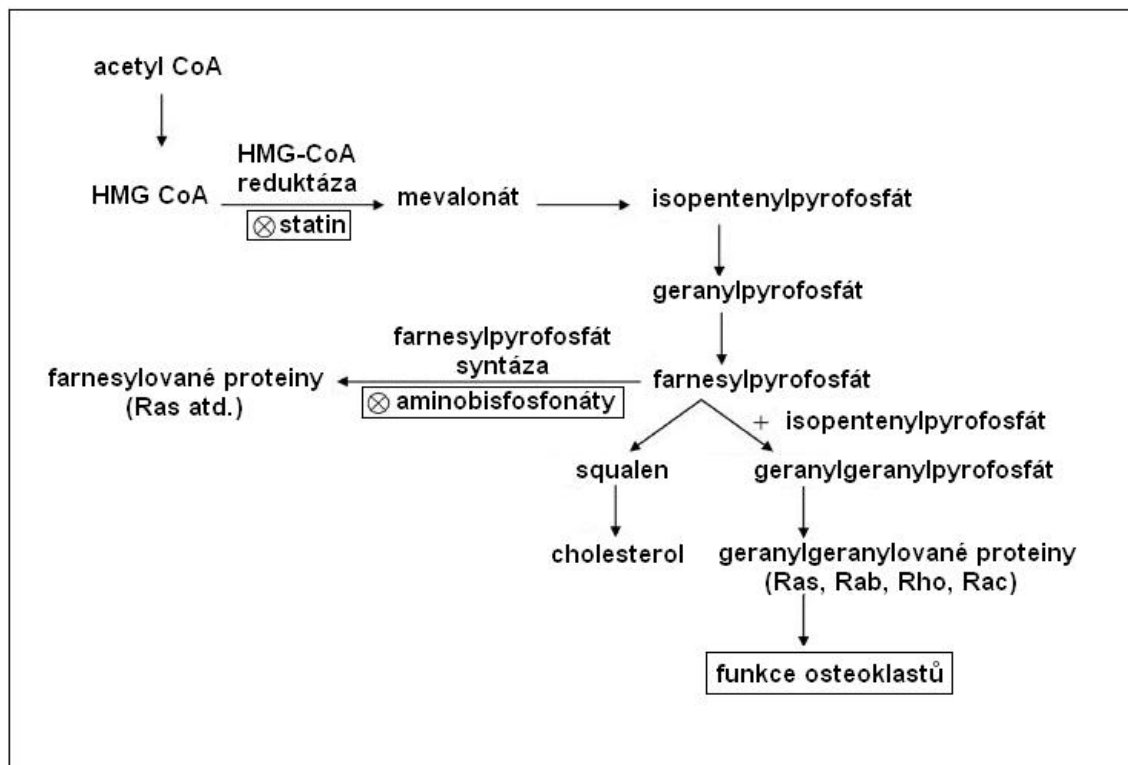 acetyl CoA
HMG-CoA
reduktáza
HMG CoA
mevalonát
isopentenylpyrofosfát
⊗ statin
geranylpyrofosfát
farnesylpyrofosfát
syntáza
farnesylované proteiny
(Ras atd.)
farnesylpyrofosfát
⊗ aminobisfosfonáty
+ isopentenylpyrofosfát
squalen
geranylgeranylpyrofosfát
cholesterol
geranylgeranylované proteiny
(Ras, Rab, Rho, Rac)
funkce osteoklastů